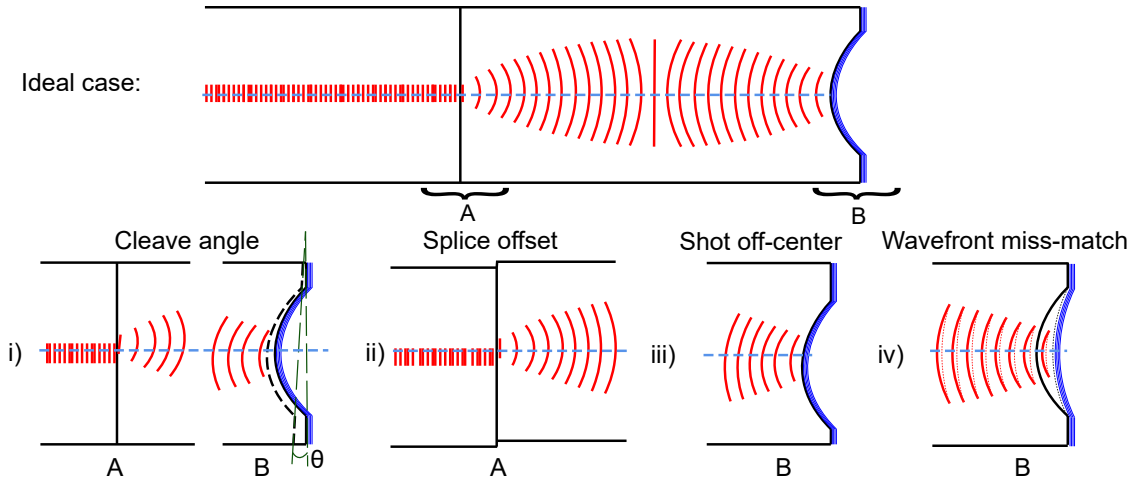 Ideal case:
A
B
Cleave angle
Splice offset
Shot off-center
Wavefront miss-match
i)
ii)
iii)
iv)
A
B
θ
A
B
B